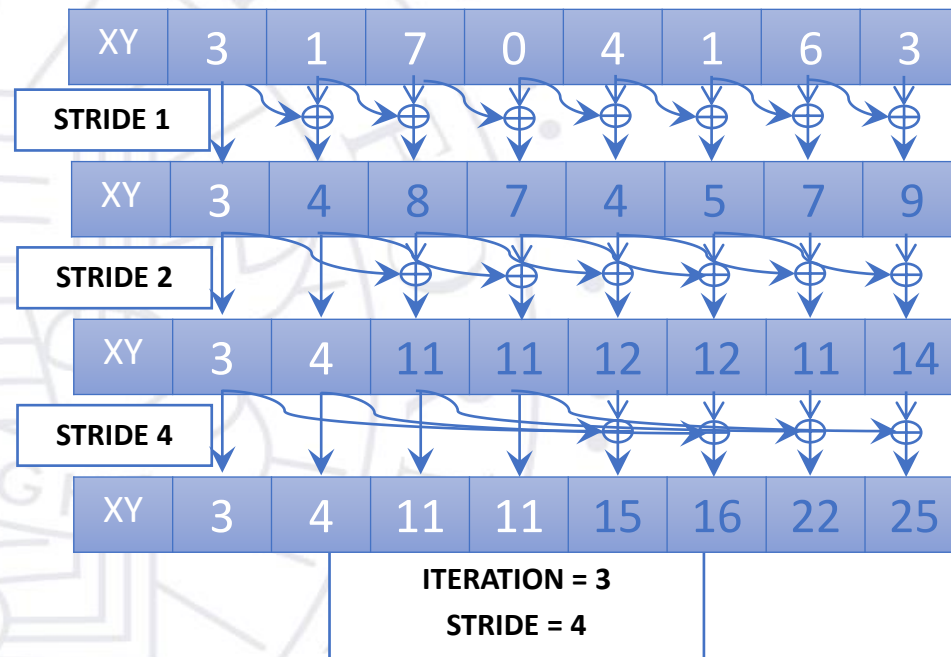 XY 3 1 7 0 4 1 6 3
STRIDE 1
XY 3 4 8 7 4 5 7 9
STRIDE 2
XY 3 4 11 11 12 12 11 14
STRIDE 4
XY 3 4 11 11 15 16 22 25
ITERATION = 3
STRIDE = 4